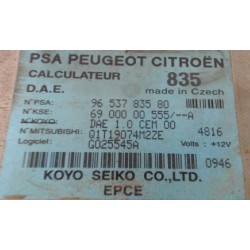 PSA PEUGEOT CITROËN
CALCULATEUR 835
D.A.E. made in Czech
N°PSA: 96 537 835 80
N°KSE: 69 000 00 555/--A
N°KOYO: DAE 1.0 CEM 00
N°MITSUBISHI: Q1T19074M2ZE 4816
Logiciel: G025545A Volts : +12V
0946
KOYO SEIKO CO.,LTD.
EPCE